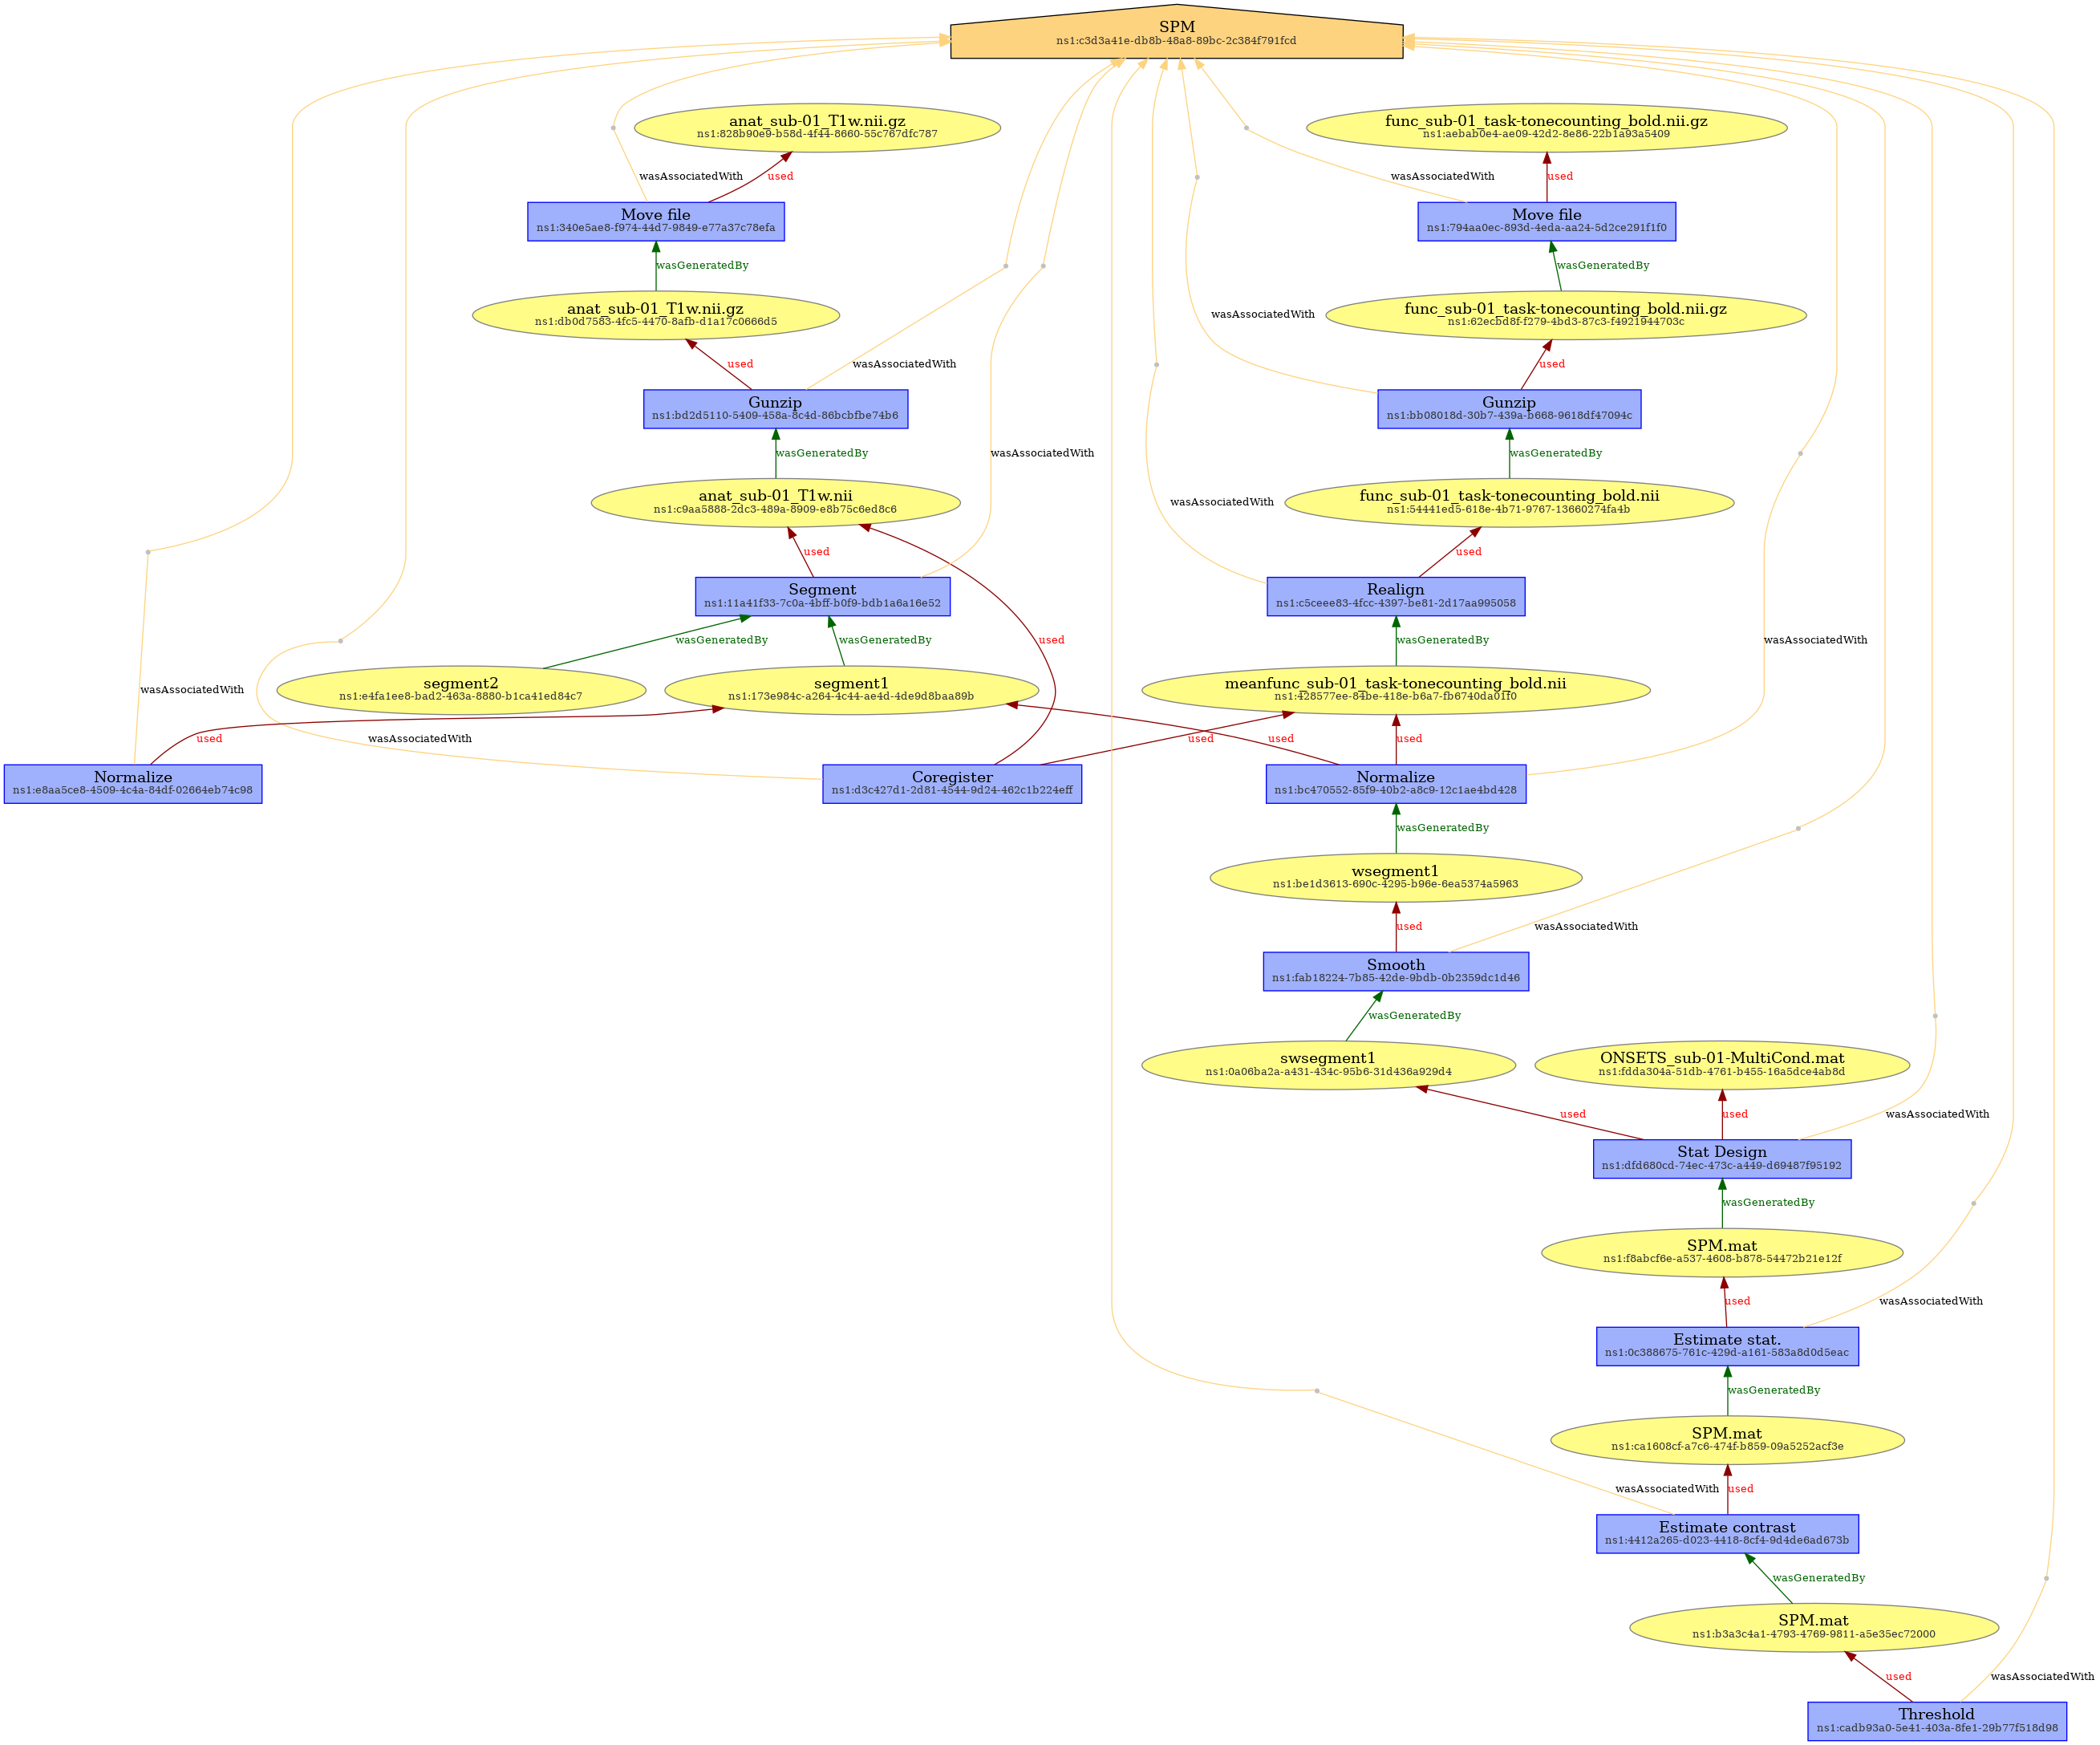 SPM
ns1:c3d3a41e-db8b-48a8-89bc-2c384f791fcd
anat_sub-01_T1w.nii.gz
ns1:828b90e9-b58d-4f44-8660-55c767dfc787
func_sub-01_task-tonecounting_bold.nii.gz
ns1:aebab0e4-ae09-42d2-8e86-22b1a93a5409
wasAssociatedWith
used
wasAssociatedWith
used
Move file
ns1:340e5ae8-f974-44d7-9849-e77a37c78efa
Move file
ns1:794aa0ec-893d-4eda-aa24-5d2ce291f1f0
wasGeneratedBy
wasGeneratedBy
anat_sub-01_T1w.nii.gz
ns1:db0d7583-4fc5-4470-8afb-d1a17c0666d5
func_sub-01_task-tonecounting_bold.nii.gz
ns1:62ecbd8f-f279-4bd3-87c3-f4921944703c
wasAssociatedWith
used
wasAssociatedWith
used
Gunzip
ns1:bd2d5110-5409-458a-8c4d-86bcbfbe74b6
Gunzip
ns1:bb08018d-30b7-439a-b668-9618df47094c
wasGeneratedBy
wasAssociatedWith
wasGeneratedBy
anat_sub-01_T1w.nii
ns1:c9aa5888-2dc3-489a-8909-e8b75c6ed8c6
wasAssociatedWith
func_sub-01_task-tonecounting_bold.nii
ns1:54441ed5-618e-4b71-9767-13660274fa4b
used
used
Segment
ns1:11a41f33-7c0a-4bff-b0f9-bdb1a6a16e52
Realign
ns1:c5ceee83-4fcc-4397-be81-2d17aa995058
wasGeneratedBy
wasGeneratedBy
used
wasGeneratedBy
wasAssociatedWith
wasAssociatedWith
segment2
ns1:e4fa1ee8-bad2-463a-8880-b1ca41ed84c7
segment1
ns1:173e984c-a264-4c44-ae4d-4de9d8baa89b
meanfunc_sub-01_task-tonecounting_bold.nii
ns1:428577ee-84be-418e-b6a7-fb6740da01f0
used
wasAssociatedWith
used
used
used
Normalize
ns1:e8aa5ce8-4509-4c4a-84df-02664eb74c98
Coregister
ns1:d3c427d1-2d81-4544-9d24-462c1b224eff
Normalize
ns1:bc470552-85f9-40b2-a8c9-12c1ae4bd428
wasGeneratedBy
wsegment1
ns1:be1d3613-690c-4295-b96e-6ea5374a5963
used
wasAssociatedWith
Smooth
ns1:fab18224-7b85-42de-9bdb-0b2359dc1d46
wasGeneratedBy
swsegment1
ns1:0a06ba2a-a431-434c-95b6-31d436a929d4
ONSETS_sub-01-MultiCond.mat
ns1:fdda304a-51db-4761-b455-16a5dce4ab8d
used
used
wasAssociatedWith
Stat Design
ns1:dfd680cd-74ec-473c-a449-d69487f95192
wasGeneratedBy
SPM.mat
ns1:f8abcf6e-a537-4608-b878-54472b21e12f
used
wasAssociatedWith
Estimate stat.
ns1:0c388675-761c-429d-a161-583a8d0d5eac
wasGeneratedBy
SPM.mat
ns1:ca1608cf-a7c6-474f-b859-09a5252acf3e
wasAssociatedWith
used
Estimate contrast
ns1:4412a265-d023-4418-8cf4-9d4de6ad673b
wasGeneratedBy
SPM.mat
ns1:b3a3c4a1-4793-4769-9811-a5e35ec72000
used
wasAssociatedWith
Threshold
ns1:cadb93a0-5e41-403a-8fe1-29b77f518d98